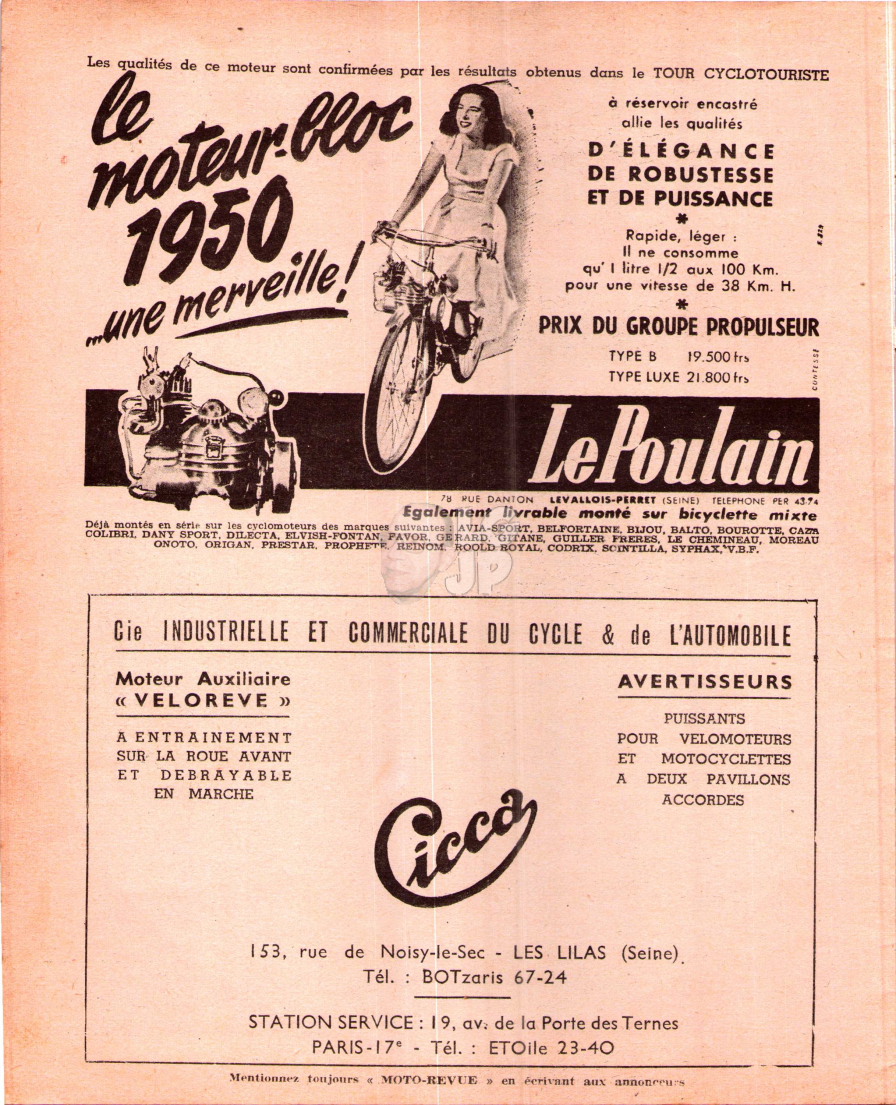 Les qualités de ce moteur sont confirmées par les résultats obtenus dans le TOUR CYCLOTOURISTE
le
moteur-bloc
1950
...une merveille!
à réservoir encastré
allie les qualités
D'ÉLÉGANCE
DE ROBUSTESSE
ET DE PUISSANCE
*
Rapide, léger :
Il ne consomme
qu'1 litre 1/2 aux 100 Km.
pour une vitesse de 38 Km. H.
*
PRIX DU GROUPE PROPULSEUR
TYPE B 19.500 frs
TYPE LUXE 21.800 frs
CONTESSE
Le Poulain
78 RUE DANTON LEVALLOIS-PERRET (SEINE) TELEPHONE PER 43-74
Egalement livrable monté sur bicyclette mixte
Déjà montés en série sur les cyclomoteurs des marques suivantes : AVIA-SPORT, BELFORTAINE, BIJOU, BALTO, BOUROTTE, CAZA
COLIBRI, DANY SPORT, DILECTA, ELVISH-FONTAN, FAVOR, GERARD, GITANE, GUILLER FRERES, LE CHEMINEAU, MOREAU
ONOTO, ORIGAN, PRESTAR, PROPHETE, REINOM, ROOLD ROYAL, CODRIX, SCINTILLA, SYPHAX, V.B.F.
JP
Cie INDUSTRIELLE ET COMMERCIALE DU CYCLE & de L'AUTOMOBILE
Moteur Auxiliaire
« VELOREVE »
A ENTRAINEMENT
SUR LA ROUE AVANT
ET DEBRAYABLE
EN MARCHE
AVERTISSEURS
PUISSANTS
POUR VELOMOTEURS
ET MOTOCYCLETTES
A DEUX PAVILLONS
ACCORDES
Cicca
153, rue de Noisy-le-Sec - LES LILAS (Seine)
Tél. : BOTzaris 67-24
STATION SERVICE : 19, av. de la Porte des Ternes
PARIS-17e - Tél. : ETOile 23-40
Mentionnez toujours « MOTO-REVUE » en écrivant aux annonceurs